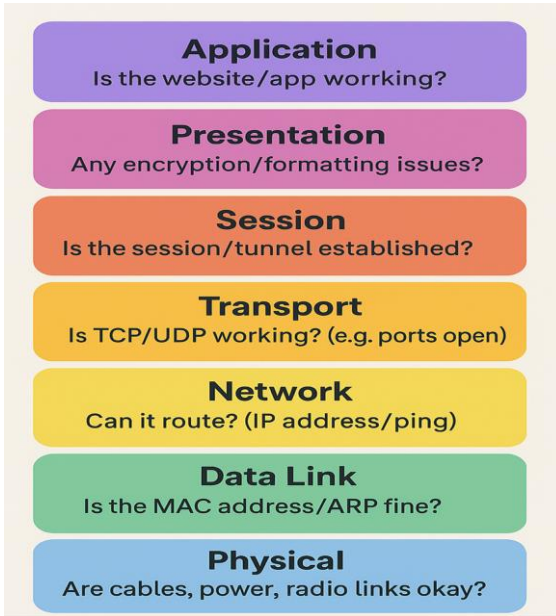 Application
Is the website/app worrking?
Presentation
Any encryption/formatting issues?
Session
Is the session/tunnel established?
Transport
Is TCP/UDP working? (e.g. ports open)
Network
Can it route? (IP address/ping)
Data Link
Is the MAC address/ARP fine?
Physical
Are cables, power, radio links okay?